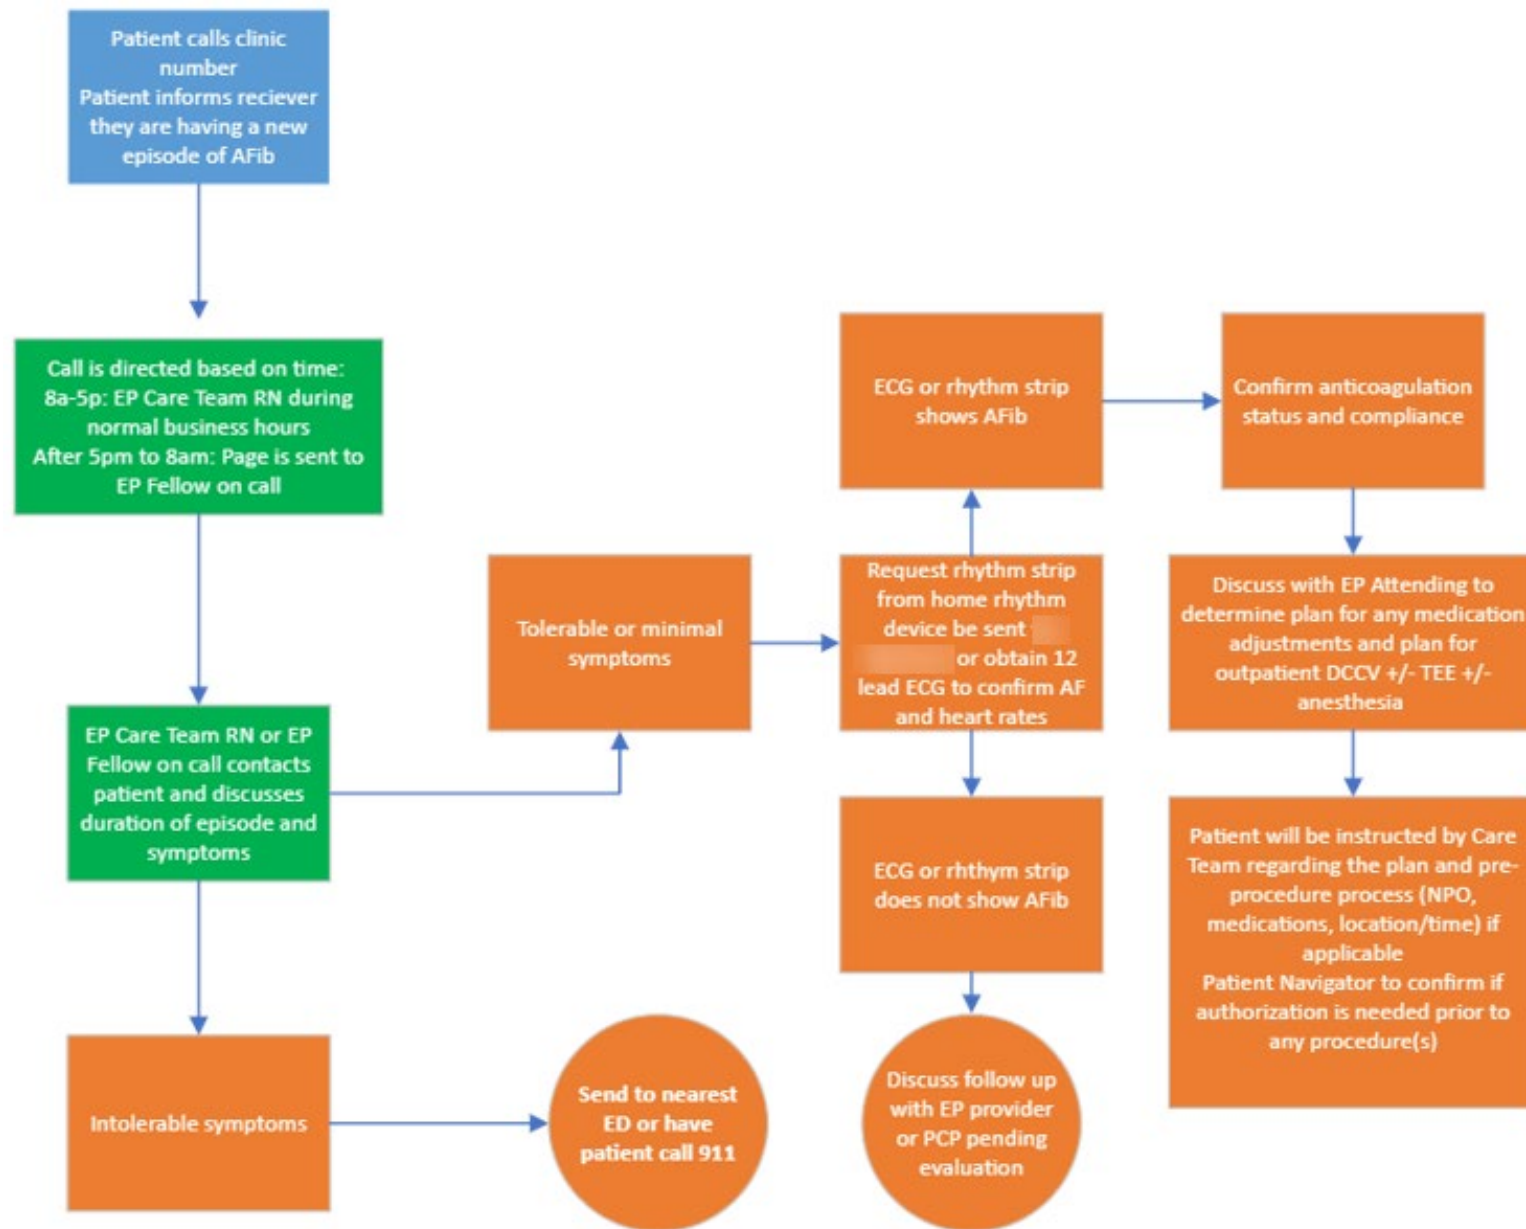 Patient calls clinic
number
Patient informs reciever
they are having a new
episode of AFib
Call is directed based on time:
8a-5p: EP Care Team RN during
normal business hours
After 5pm to 8am: Page is sent to
EP Fellow on call
EP Care Team RN or EP
Fellow on call contacts
patient and discusses
duration of episode and
symptoms
Intolerable symptoms
Send to nearest
ED or have
patient call 911
Tolerable or minimal
symptoms
Request rhythm strip
from home rhythm
device be sent
or obtain 12
lead ECG to confirm AF
and heart rates
ECG or rhythm strip
shows AFib
ECG or rhthym strip
does not show AFib
Discuss follow up
with EP provider
or PCP pending
evaluation
Confirm anticoagulation
status and compliance
Discuss with EP Attending to
determine plan for any medication
adjustments and plan for
outpatient DCCV +/- TEE +/-
anesthesia
Patient will be instructed by Care
Team regarding the plan and pre-
procedure process (NPO,
medications, location/time) if
applicable
Patient Navigator to confirm if
authorization is needed prior to
any procedure(s)